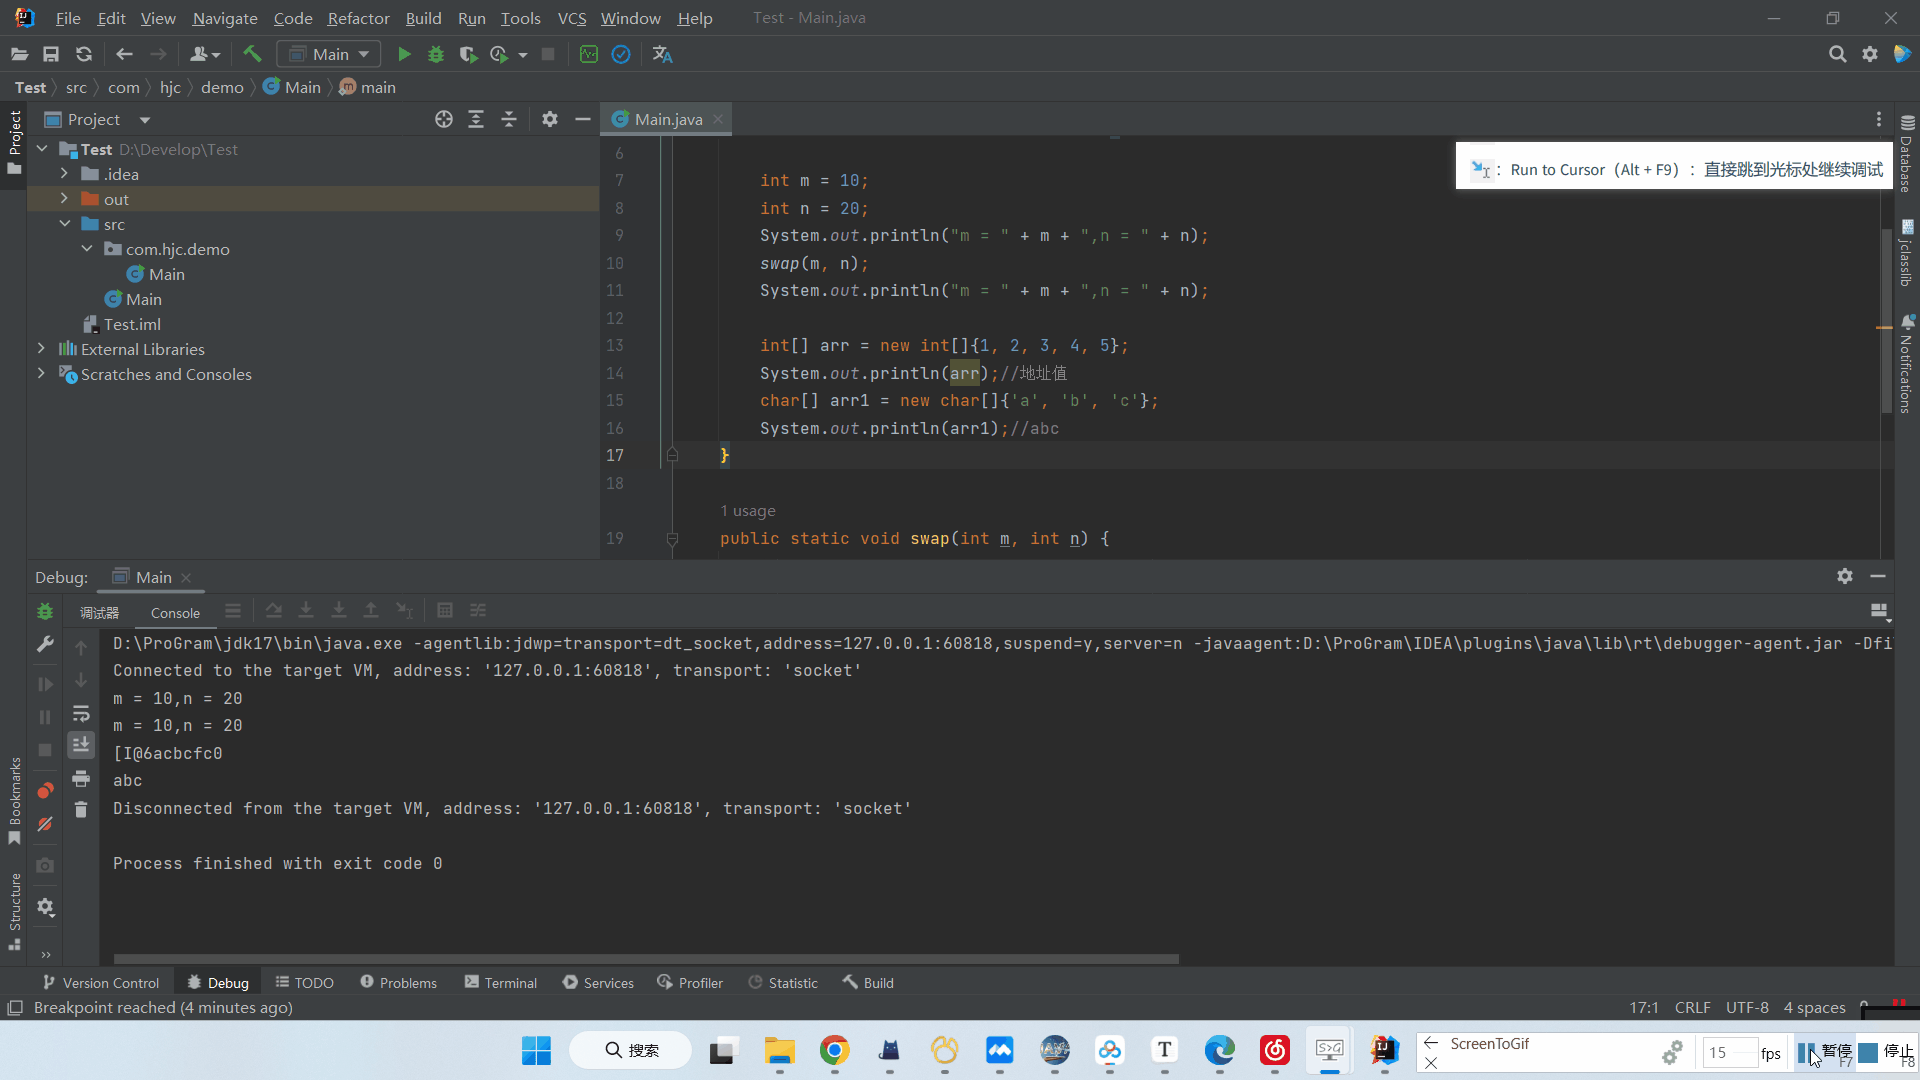 File Edit View Navigate Code Refactor Build Run Tools VCS Window Help Test - Main.java
Main
Test src com hjc demo Main main
Project
Main.java
Test D:\Develop\Test
.idea
out
src
com.hjc.demo
Main
Main
Test.iml
External Libraries
Scratches and Consoles
Project
Bookmarks
Structure
Database
jclasslib
Notifications
: Run to Cursor（Alt + F9）: 直接跳到光标处继续调试
6
7 int m = 10;
8 int n = 20;
9 System.out.println("m = " + m + ",n = " + n);
10 swap(m, n);
11 System.out.println("m = " + m + ",n = " + n);
12
13 int[] arr = new int[]{1, 2, 3, 4, 5};
14 System.out.println(arr);//地址值
15 char[] arr1 = new char[]{'a', 'b', 'c'};
16 System.out.println(arr1);//abc
17 }
18
1 usage
19 public static void swap(int m, int n) {
Debug: Main
调试器 Console
D:\ProGram\jdk17\bin\java.exe -agentlib:jdwp=transport=dt_socket,address=127.0.0.1:60818,suspend=y,server=n -javaagent:D:\ProGram\IDEA\plugins\java\lib\rt\debugger-agent.jar -Dfi
Connected to the target VM, address: '127.0.0.1:60818', transport: 'socket'
m = 10,n = 20
m = 10,n = 20
[I@6acbcfc0
abc
Disconnected from the target VM, address: '127.0.0.1:60818', transport: 'socket'
Process finished with exit code 0
Version Control Debug TODO Problems Terminal Services Profiler Statistic Build
Breakpoint reached (4 minutes ago) 17:1 CRLF UTF-8 4 spaces
搜索
ScreenToGif
15 fps 暂停 F7 停止 F8